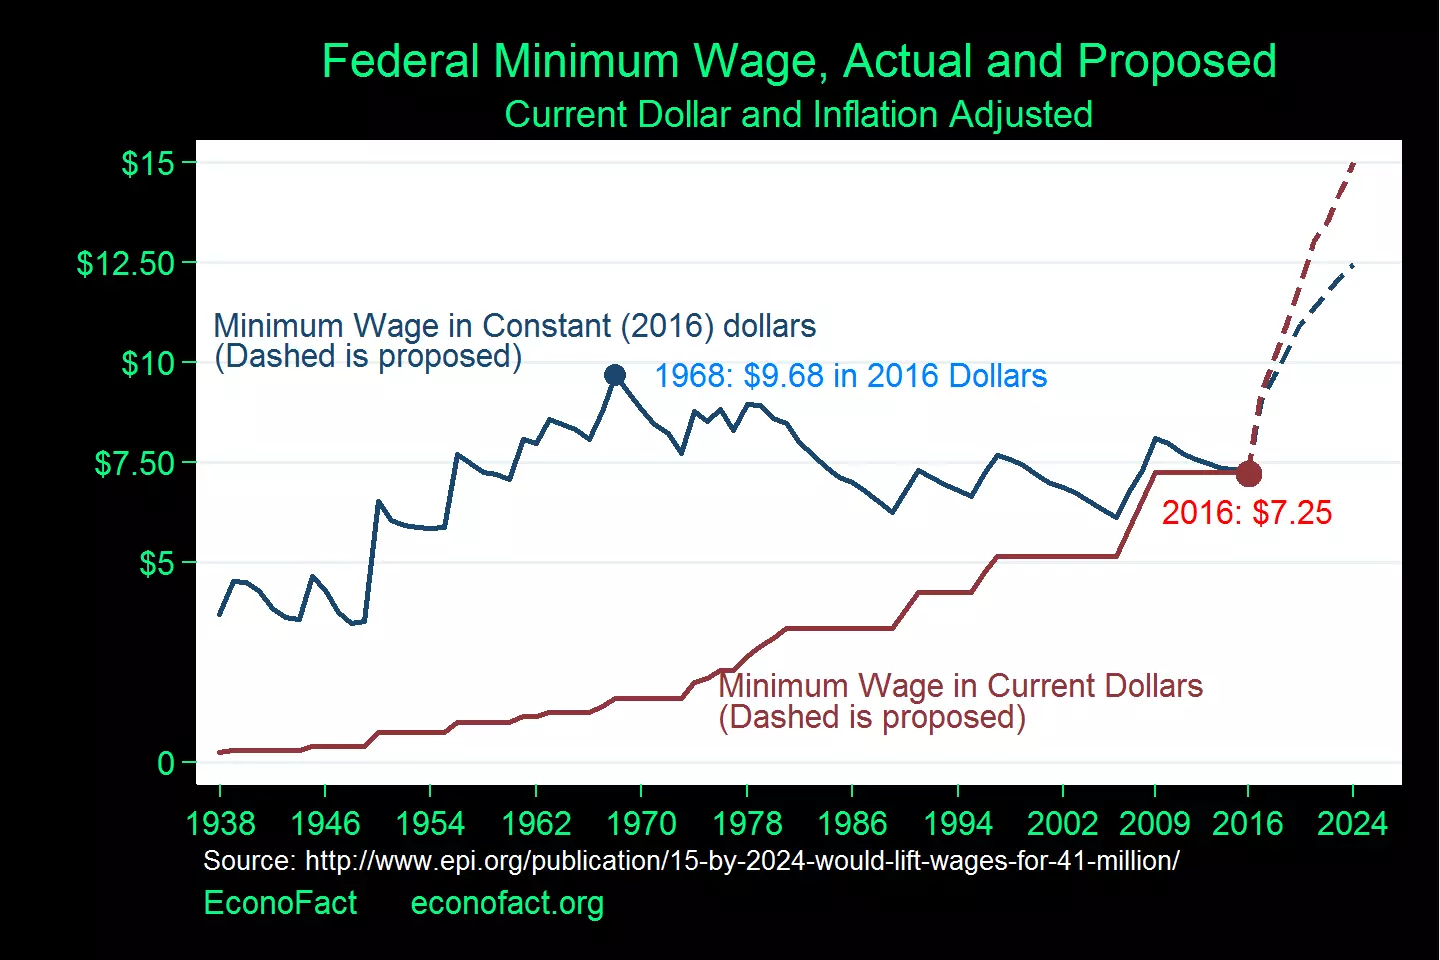 Federal Minimum Wage, Actual and Proposed
Current Dollar and Inflation Adjusted
$15
$12.50
$10
$7.50
$5
0
Minimum Wage in Constant (2016) dollars
(Dashed is proposed)
1968: $9.68 in 2016 Dollars
2016: $7.25
Minimum Wage in Current Dollars
(Dashed is proposed)
1938 1946 1954 1962 1970 1978 1986 1994 2002 2009 2016 2024
Source: http://www.epi.org/publication/15-by-2024-would-lift-wages-for-41-million/
EconoFact econofact.org